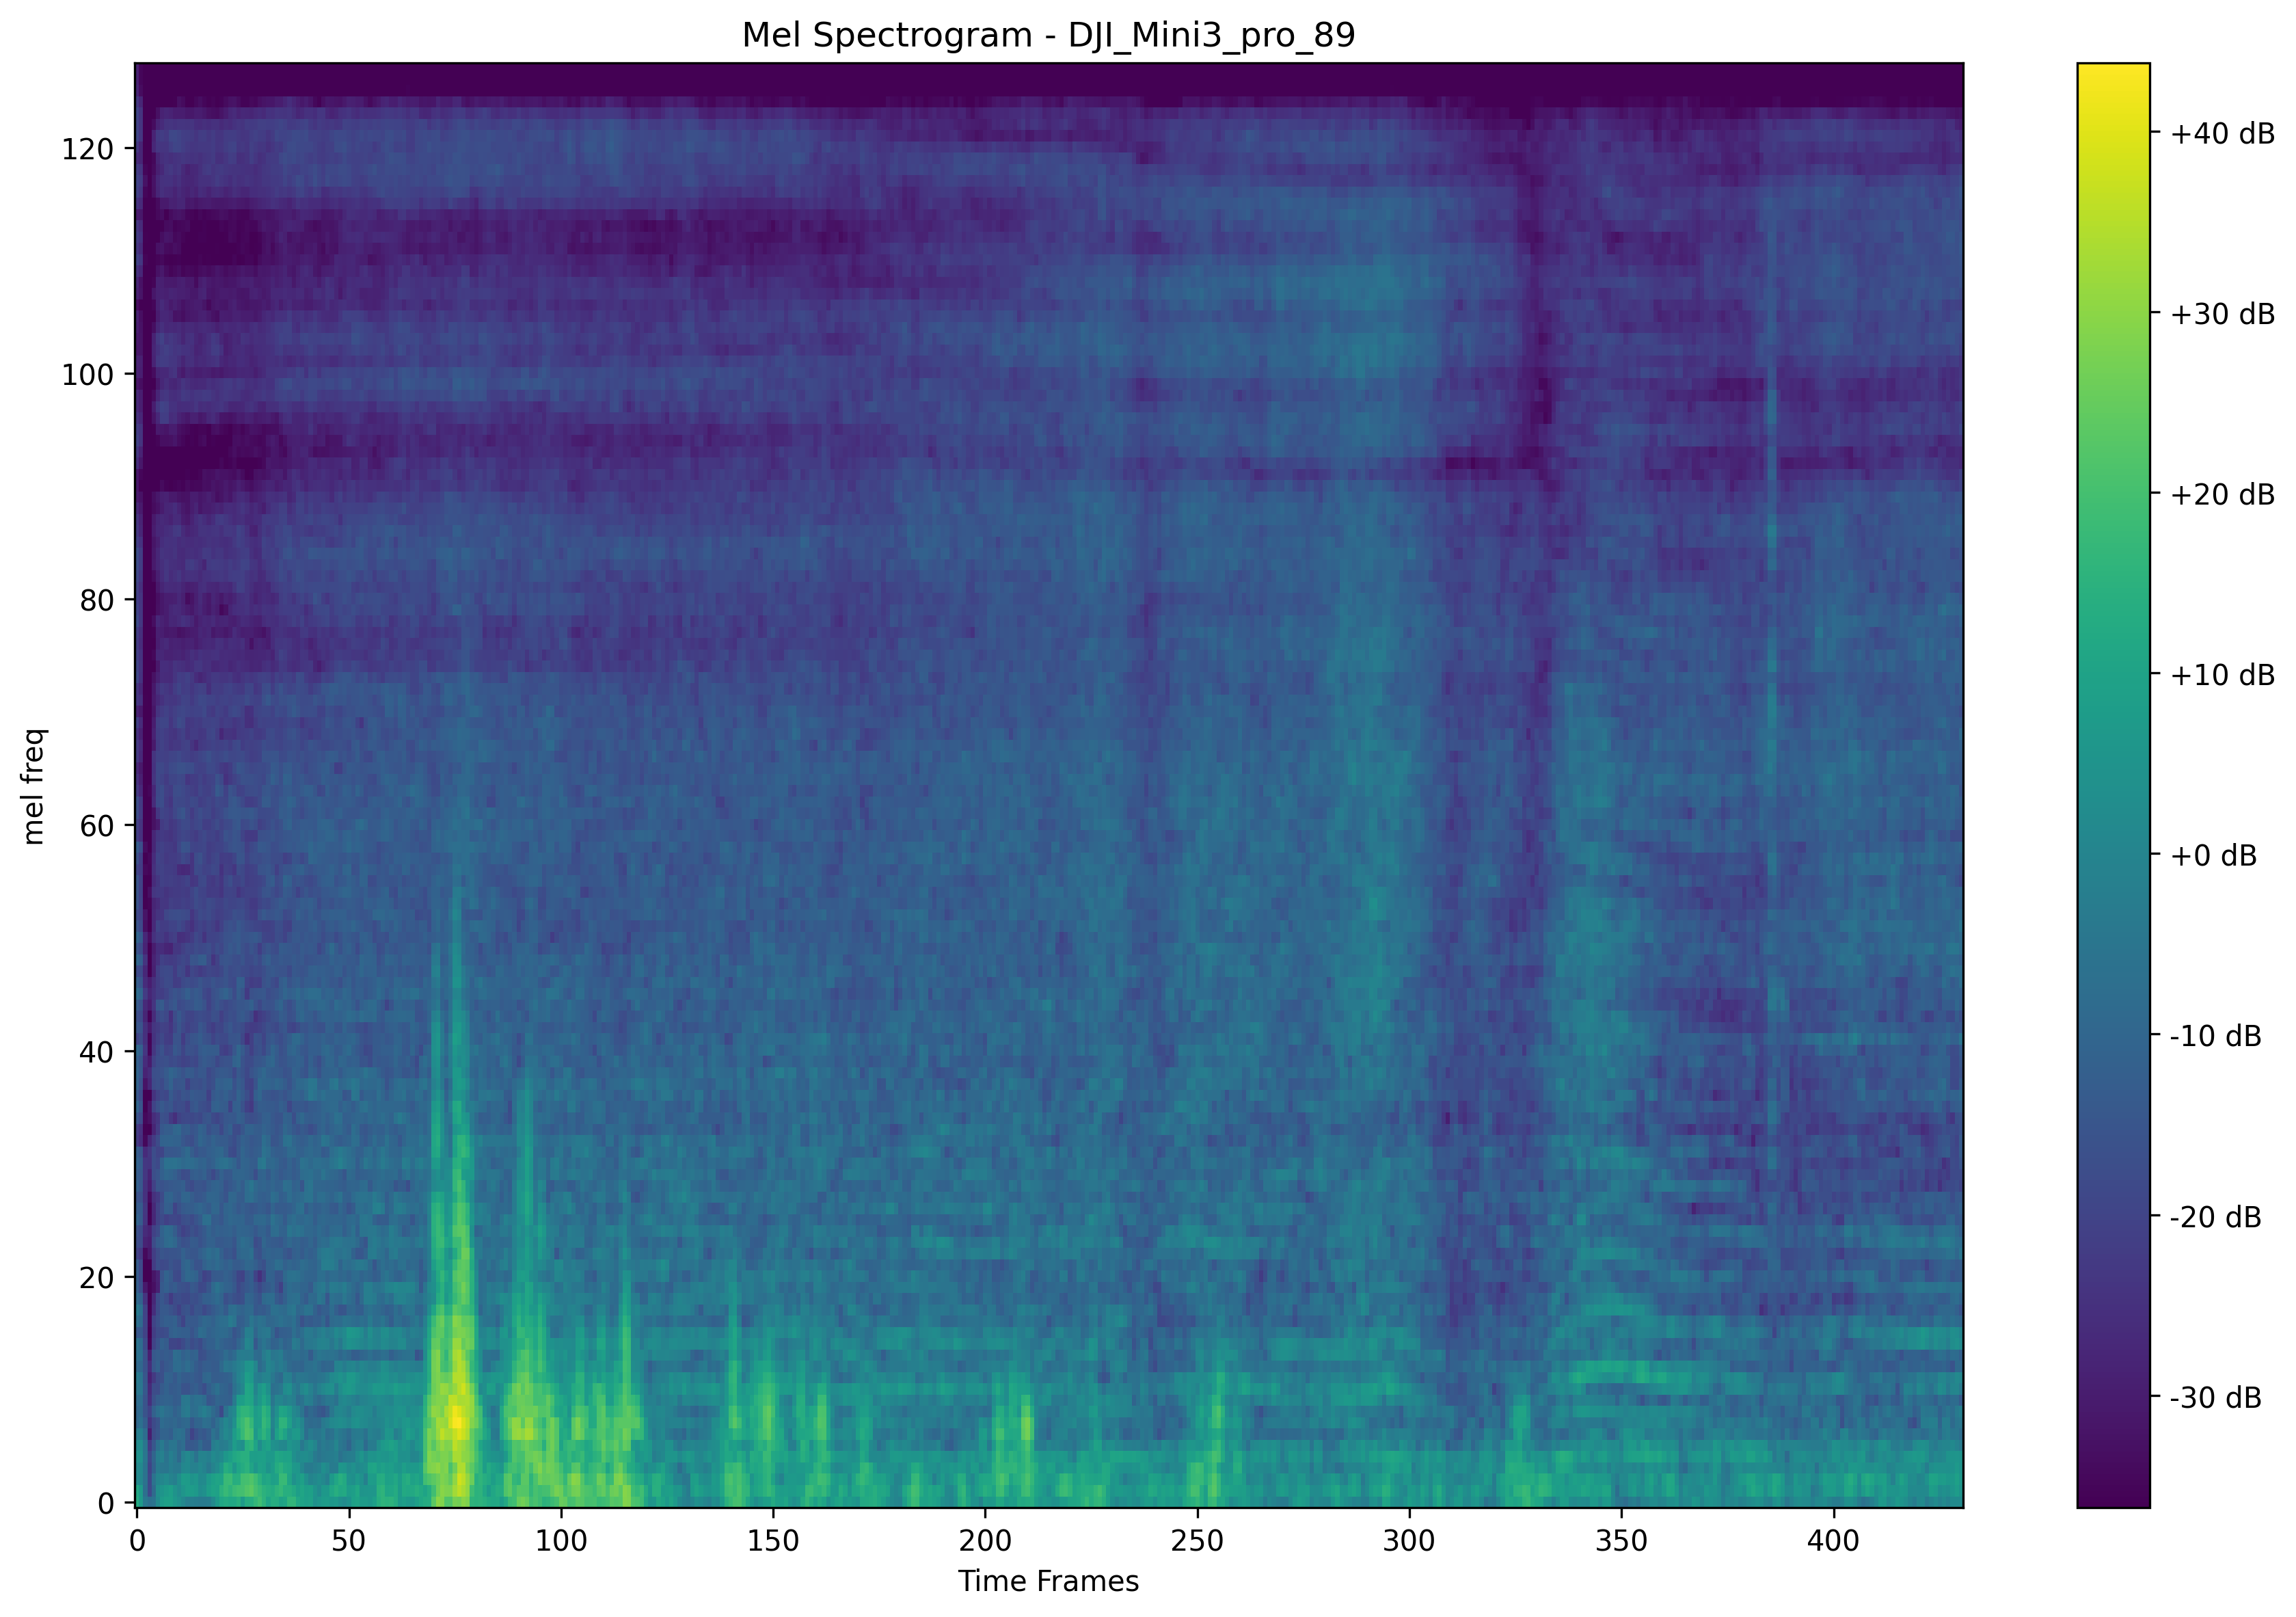 Mel Spectrogram - DJI_Mini3_pro_89
mel freq
120
100
80
60
40
20
0
0 50 100 150 200 250 300 350 400
Time Frames
+40 dB
+30 dB
+20 dB
+10 dB
+0 dB
-10 dB
-20 dB
-30 dB